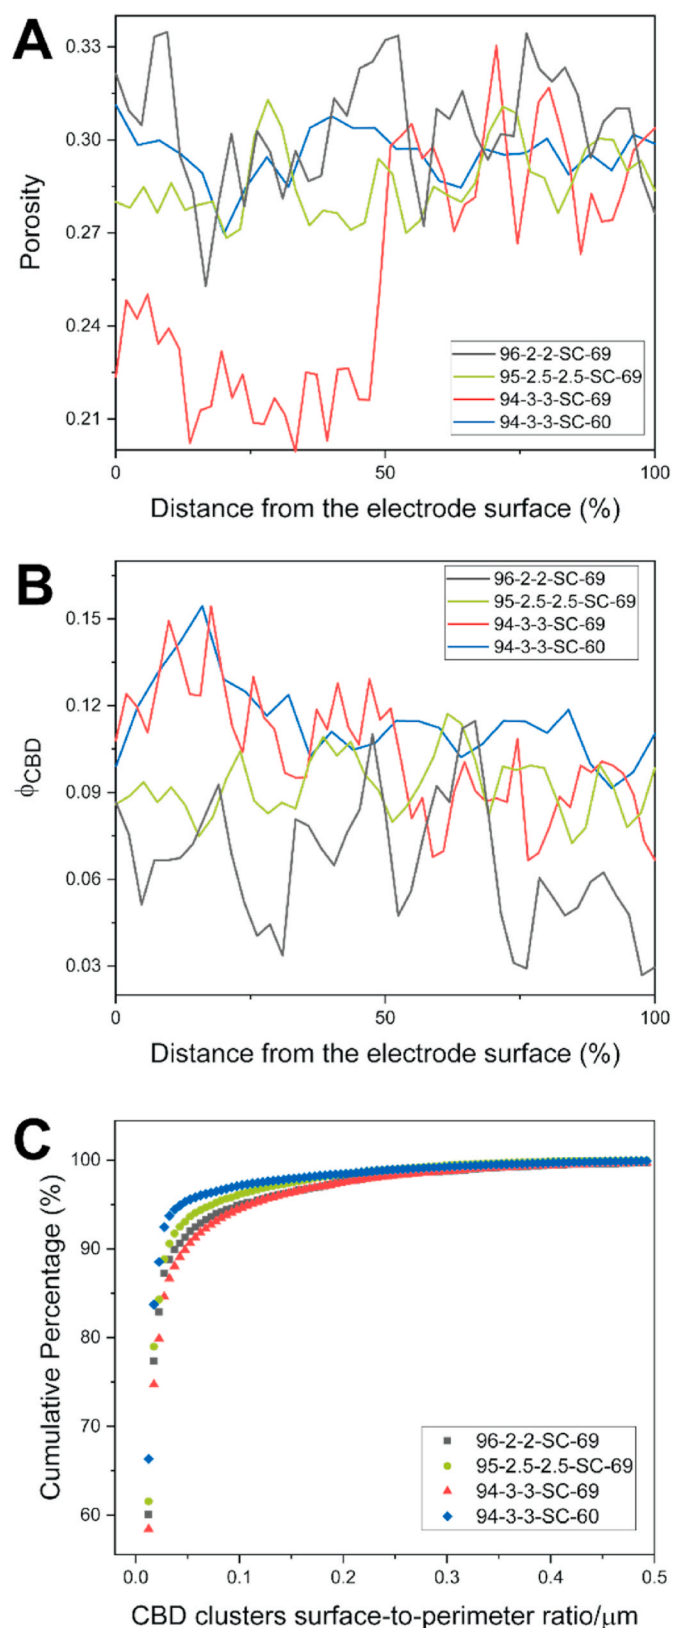 A
0.33
0.30
0.27
0.24
0.21
Porosity
96-2-2-SC-69
95-2.5-2.5-SC-69
94-3-3-SC-69
94-3-3-SC-60
0
50
100
Distance from the electrode surface (%)
B
0.15
0.12
0.09
0.06
0.03
ϕCBD
96-2-2-SC-69
95-2.5-2.5-SC-69
94-3-3-SC-69
94-3-3-SC-60
0
50
100
Distance from the electrode surface (%)
C
100
90
80
70
60
Cumulative Percentage (%)
96-2-2-SC-69
95-2.5-2.5-SC-69
94-3-3-SC-69
94-3-3-SC-60
0.0
0.1
0.2
0.3
0.4
0.5
CBD clusters surface-to-perimeter ratio/μm